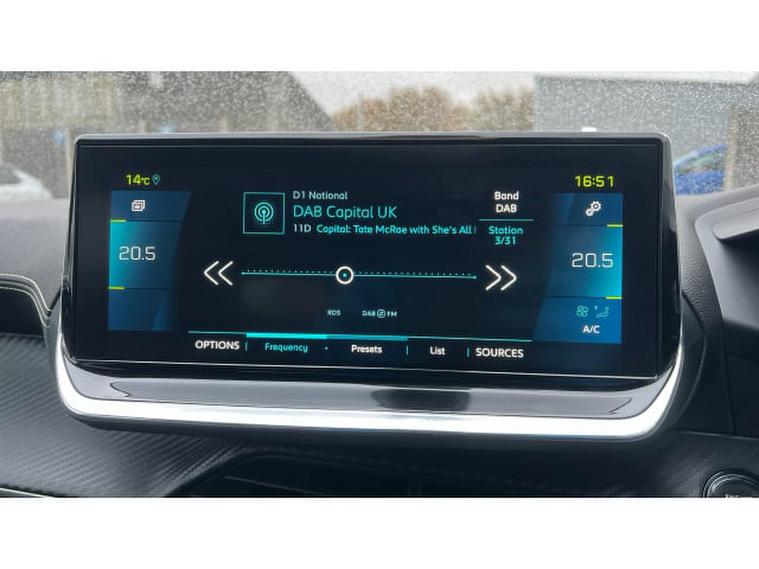 14°C
16:51
D1 National
DAB Capital UK
11D Capital: Tate McRae with She's All
Band
DAB
Station
3/31
20.5
20.5
RDS DAB FM
A/C
OPTIONS Frequency Presets List SOURCES